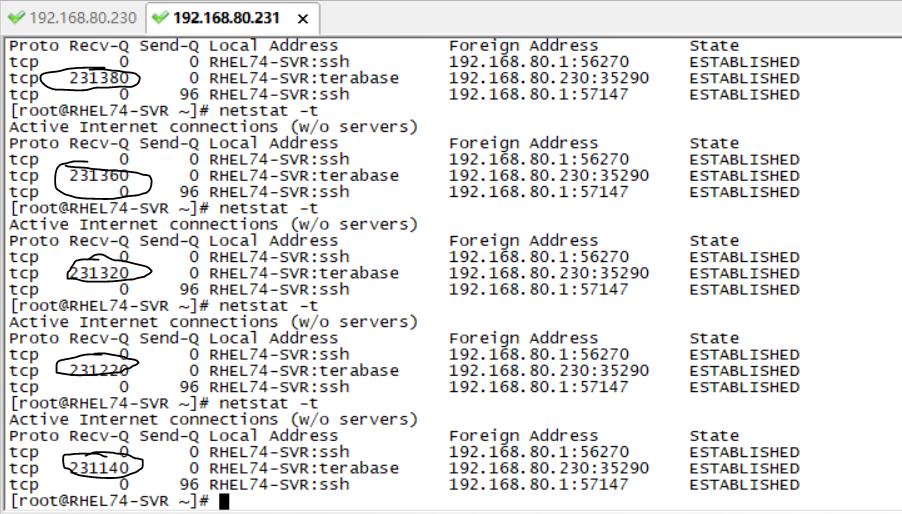 192.168.80.230 192.168.80.231 ×
Proto Recv-Q Send-Q Local Address Foreign Address State
tcp 0 0 RHEL74-SVR:ssh 192.168.80.1:56270 ESTABLISHED
tcp 231380 0 RHEL74-SVR:terabase 192.168.80.230:35290 ESTABLISHED
tcp 0 96 RHEL74-SVR:ssh 192.168.80.1:57147 ESTABLISHED
[root@RHEL74-SVR ~]# netstat -t
Active Internet connections (w/o servers)
Proto Recv-Q Send-Q Local Address Foreign Address State
tcp 0 0 RHEL74-SVR:ssh 192.168.80.1:56270 ESTABLISHED
tcp 231360 0 RHEL74-SVR:terabase 192.168.80.230:35290 ESTABLISHED
tcp 0 96 RHEL74-SVR:ssh 192.168.80.1:57147 ESTABLISHED
[root@RHEL74-SVR ~]# netstat -t
Active Internet connections (w/o servers)
Proto Recv-Q Send-Q Local Address Foreign Address State
tcp 0 0 RHEL74-SVR:ssh 192.168.80.1:56270 ESTABLISHED
tcp 231320 0 RHEL74-SVR:terabase 192.168.80.230:35290 ESTABLISHED
tcp 0 96 RHEL74-SVR:ssh 192.168.80.1:57147 ESTABLISHED
[root@RHEL74-SVR ~]# netstat -t
Active Internet connections (w/o servers)
Proto Recv-Q Send-Q Local Address Foreign Address State
tcp 0 0 RHEL74-SVR:ssh 192.168.80.1:56270 ESTABLISHED
tcp 231220 0 RHEL74-SVR:terabase 192.168.80.230:35290 ESTABLISHED
tcp 0 96 RHEL74-SVR:ssh 192.168.80.1:57147 ESTABLISHED
[root@RHEL74-SVR ~]# netstat -t
Active Internet connections (w/o servers)
Proto Recv-Q Send-Q Local Address Foreign Address State
tcp 0 0 RHEL74-SVR:ssh 192.168.80.1:56270 ESTABLISHED
tcp 231140 0 RHEL74-SVR:terabase 192.168.80.230:35290 ESTABLISHED
tcp 0 96 RHEL74-SVR:ssh 192.168.80.1:57147 ESTABLISHED
[root@RHEL74-SVR ~]#